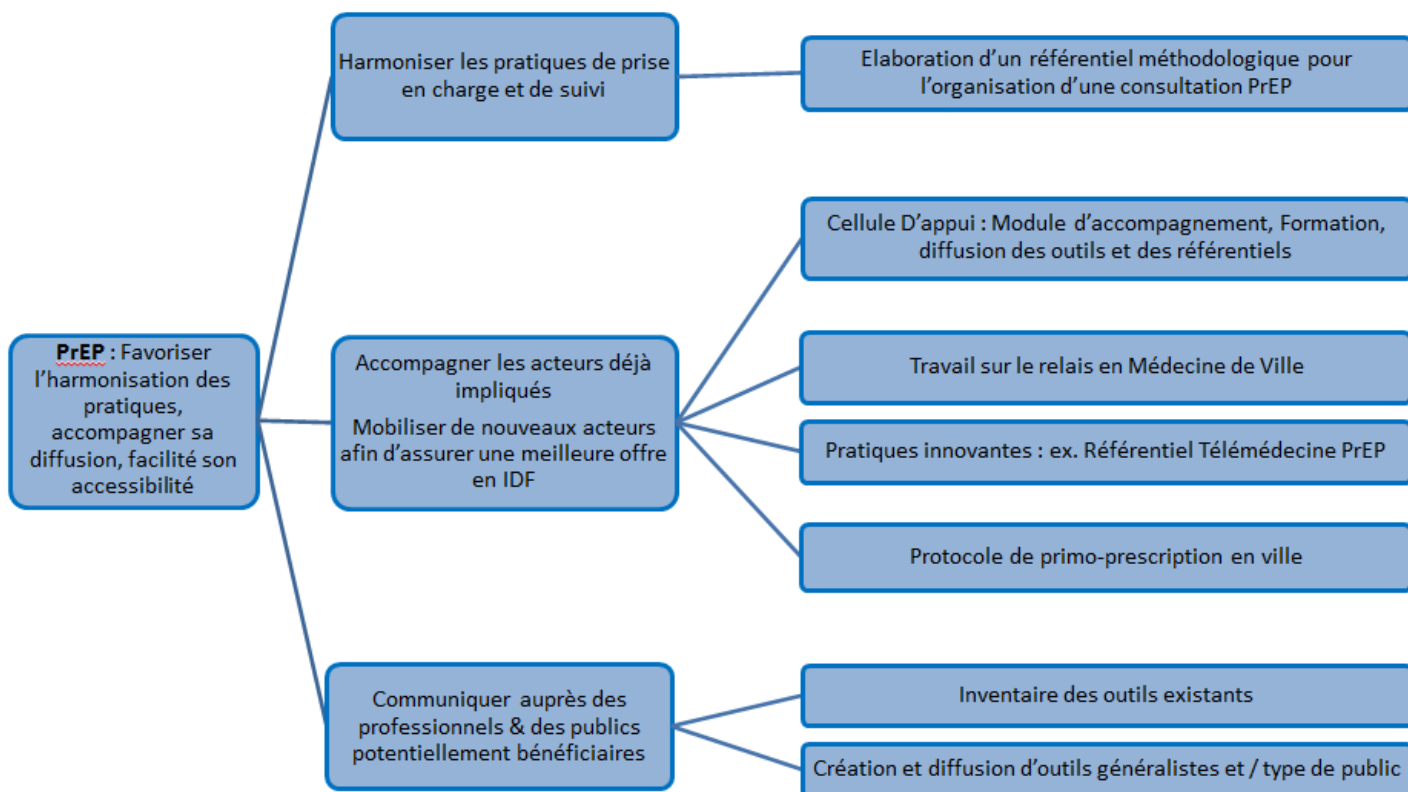 PrEP : Favoriser
l'harmonisation des
pratiques,
accompagner sa
diffusion, facilité son
accessibilité
Harmoniser les pratiques de prise
en charge et de suivi
Elaboration d'un référentiel méthodologique pour
l'organisation d'une consultation PrEP
Accompagner les acteurs déjà
impliqués
Mobiliser de nouveaux acteurs
afin d'assurer une meilleure offre
en IDF
Cellule D'appui : Module d'accompagnement, Formation,
diffusion des outils et des référentiels
Travail sur le relais en Médecine de Ville
Pratiques innovantes : ex. Référentiel Télémédecine PrEP
Protocole de primo-prescription en ville
Communiquer auprès des
professionnels & des publics
potentiellement bénéficiaires
Inventaire des outils existants
Création et diffusion d'outils généralistes et / type de public